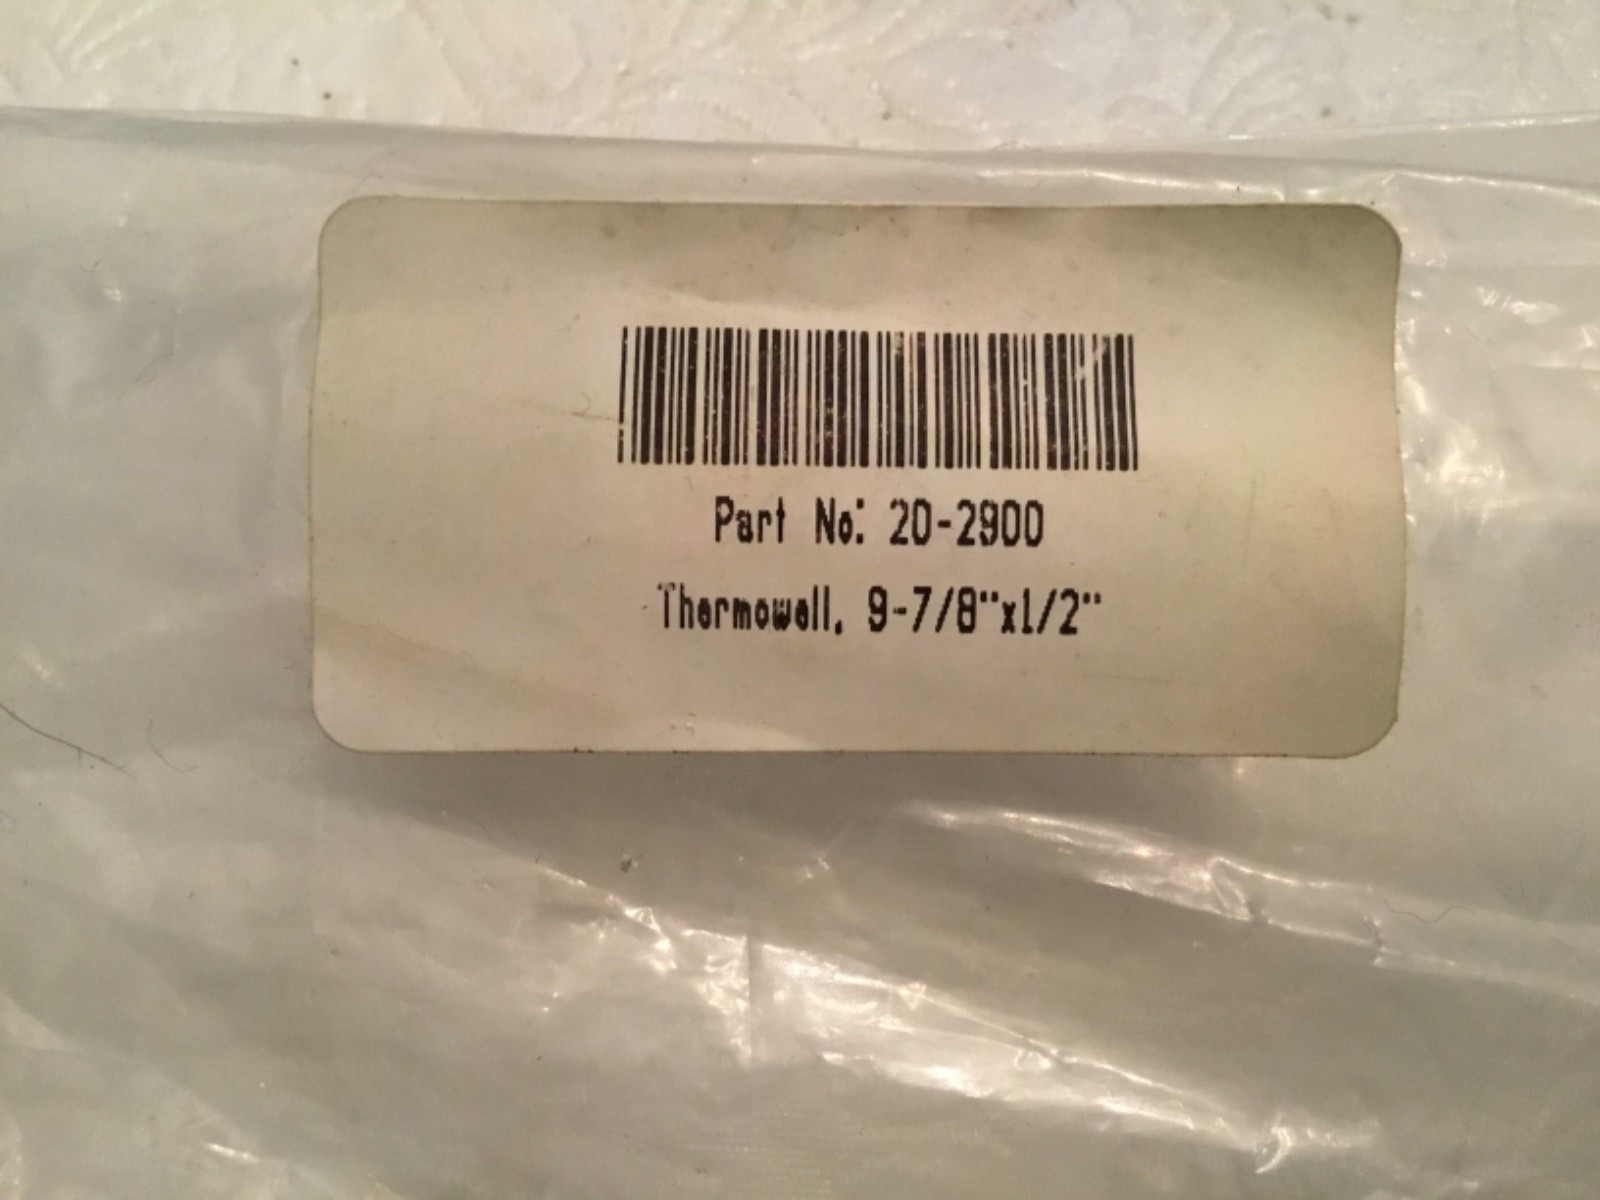 Part No: 20-2900
Thermowell, 9-7/8"x1/2"